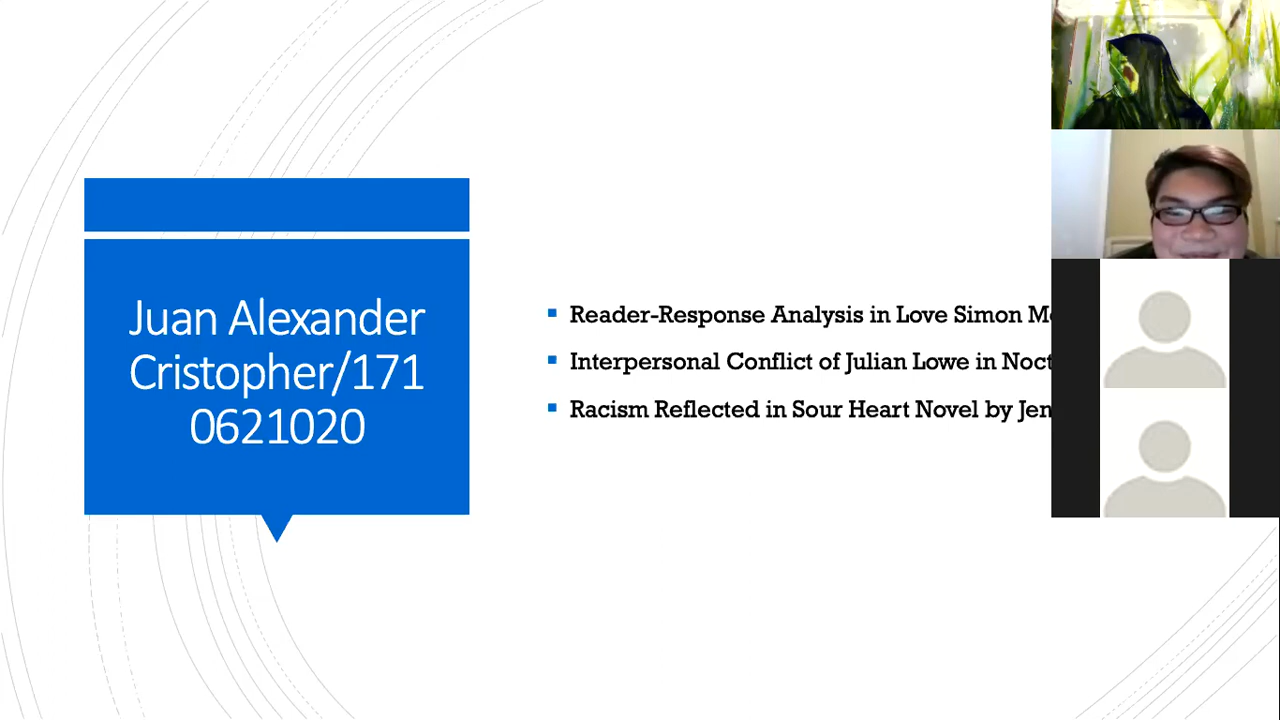 Juan Alexander
Cristopher/171
0621020
Reader-Response Analysis in Love Simon
Interpersonal Conflict of Julian Lowe in
Racism Reflected in Sour Heart Novel by